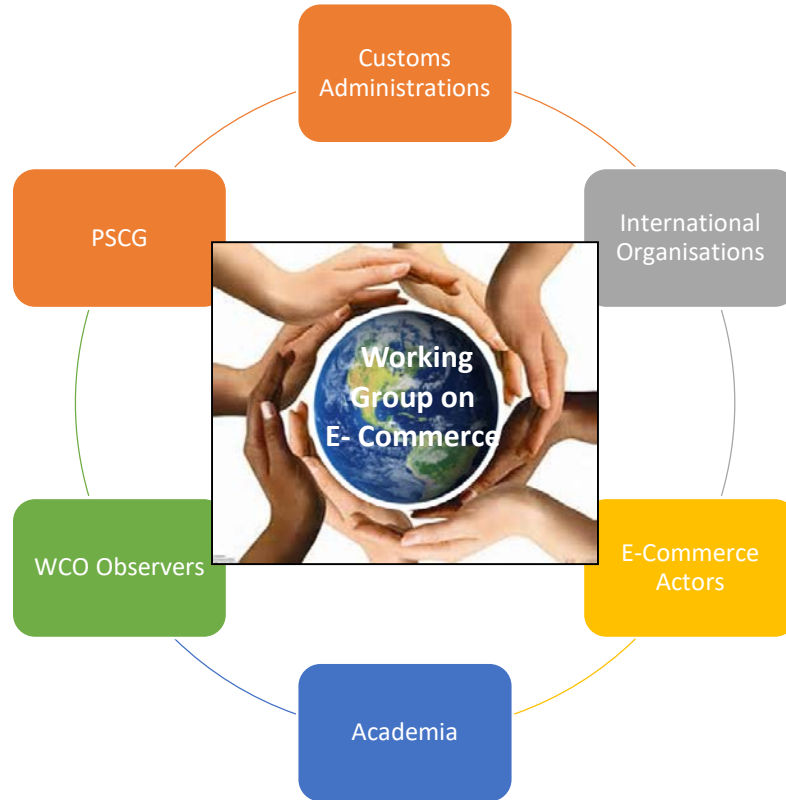 Customs
Administrations
PSCG
International
Organisations
Working
Group on
E- Commerce
WCO Observers
E-Commerce
Actors
Academia